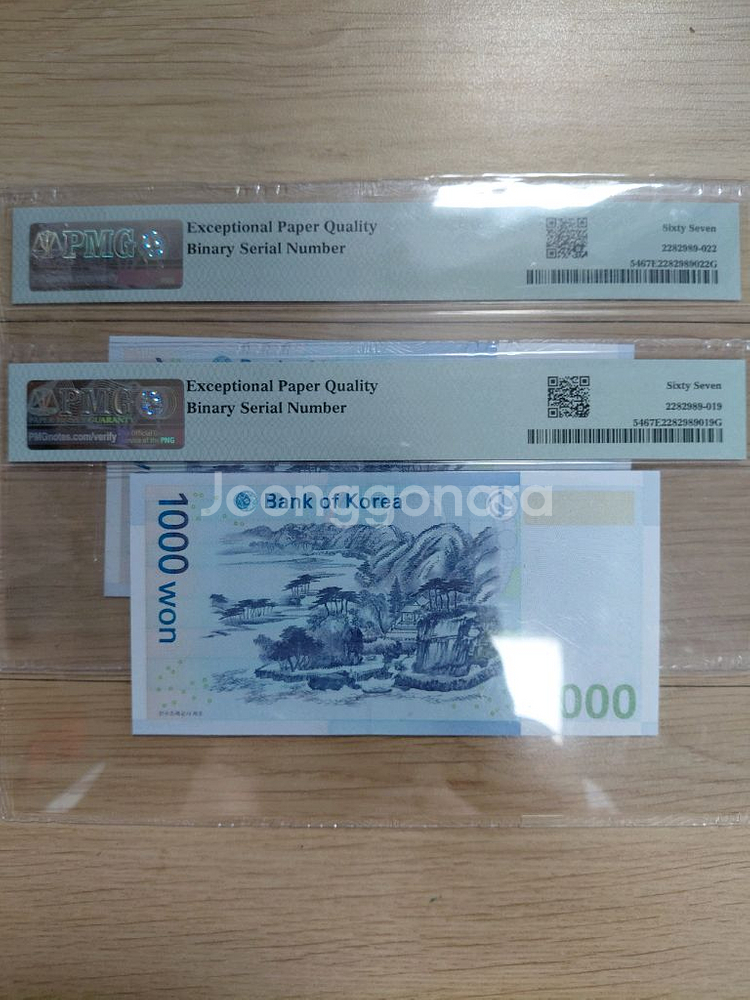 PMG
Exceptional Paper Quality
Binary Serial Number
Sixty Seven
2282989-022
5467E2282989022G
PMG
PMGnotes.com/verify
Exceptional Paper Quality
Binary Serial Number
Sixty Seven
2282989-019
5467E2282989019G
Joonggonara
Bank of Korea
1000 won
000